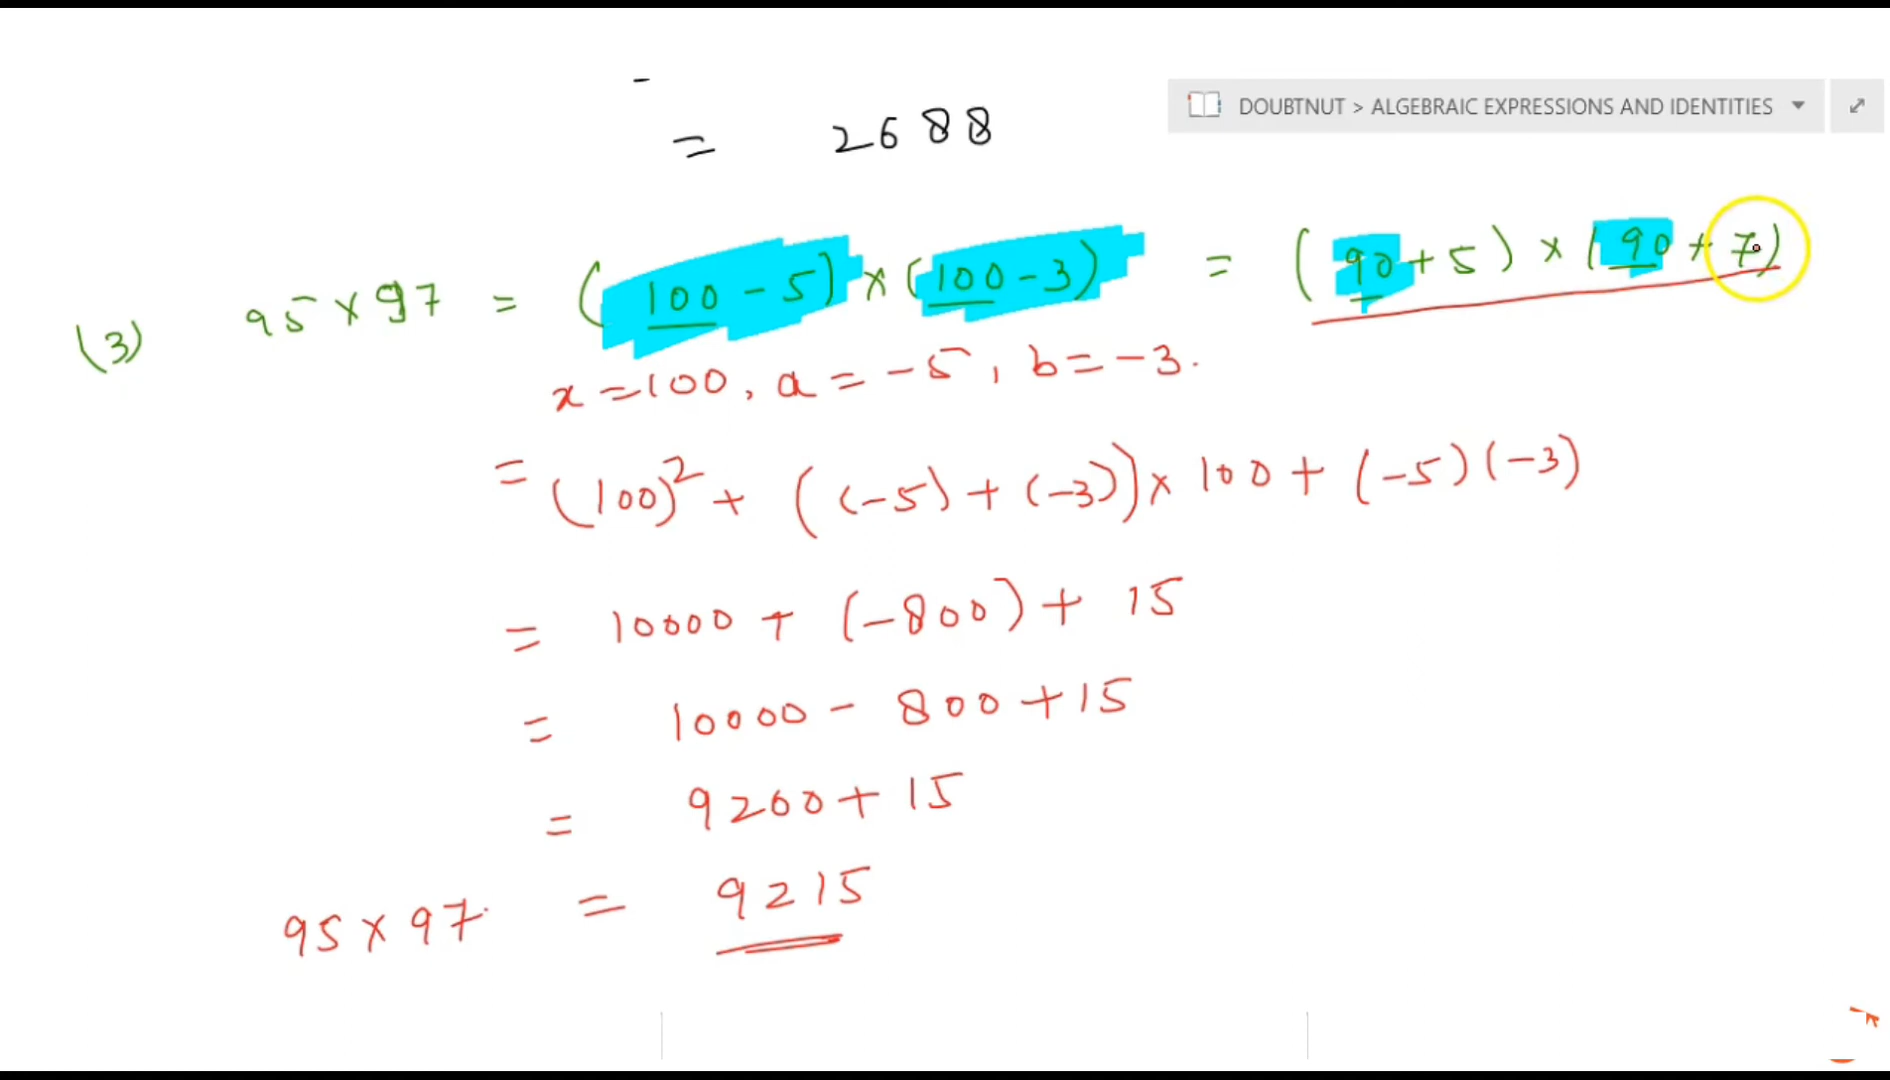 DOUBTNUT > ALGEBRAIC EXPRESSIONS AND IDENTITIES
= 2688
(3) 95 × 97 = (100 - 5) × (100 - 3) = (90 + 5) × (90 + 7)
x = 100, a = -5, b = -3.
= (100)² + ((-5) + (-3)) × 100 + (-5)(-3)
= 10000 + (-800) + 15
= 10000 - 800 + 15
= 9200 + 15
95 × 97 = 9215